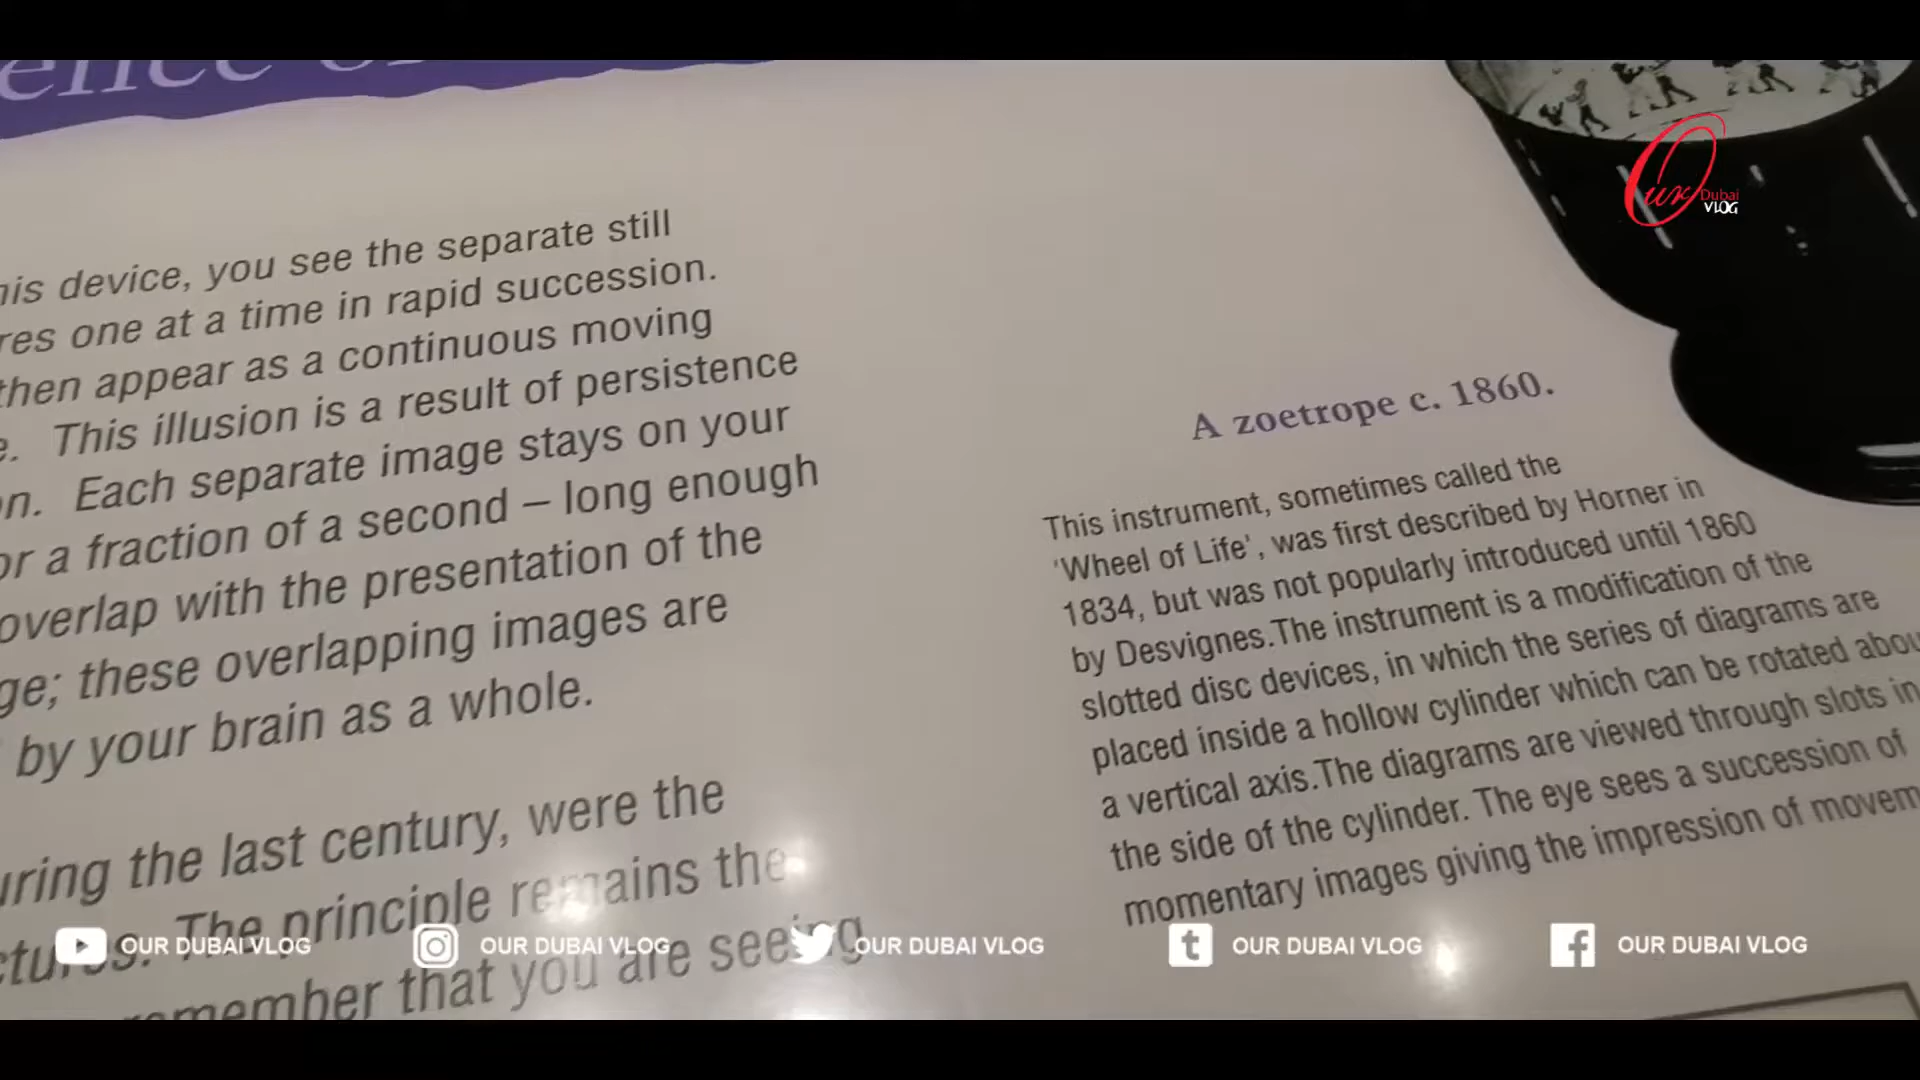 ence of
his device, you see the separate still
res one at a time in rapid succession.
then appear as a continuous moving
e. This illusion is a result of persistence
on. Each separate image stays on your
or a fraction of a second – long enough
overlap with the presentation of the
ge; these overlapping images are
by your brain as a whole.
uring the last century, were the
ctures. The principle remains the
remember that you are seeing
A zoetrope c. 1860.
This instrument, sometimes called the
'Wheel of Life', was first described by Horner in
1834, but was not popularly introduced until 1860
by Desvignes.The instrument is a modification of the
slotted disc devices, in which the series of diagrams are
placed inside a hollow cylinder which can be rotated abou
a vertical axis.The diagrams are viewed through slots in
the side of the cylinder. The eye sees a succession of
momentary images giving the impression of movem
Our Dubai
VLOG
OUR DUBAI VLOG
OUR DUBAI VLOG
OUR DUBAI VLOG
OUR DUBAI VLOG
OUR DUBAI VLOG